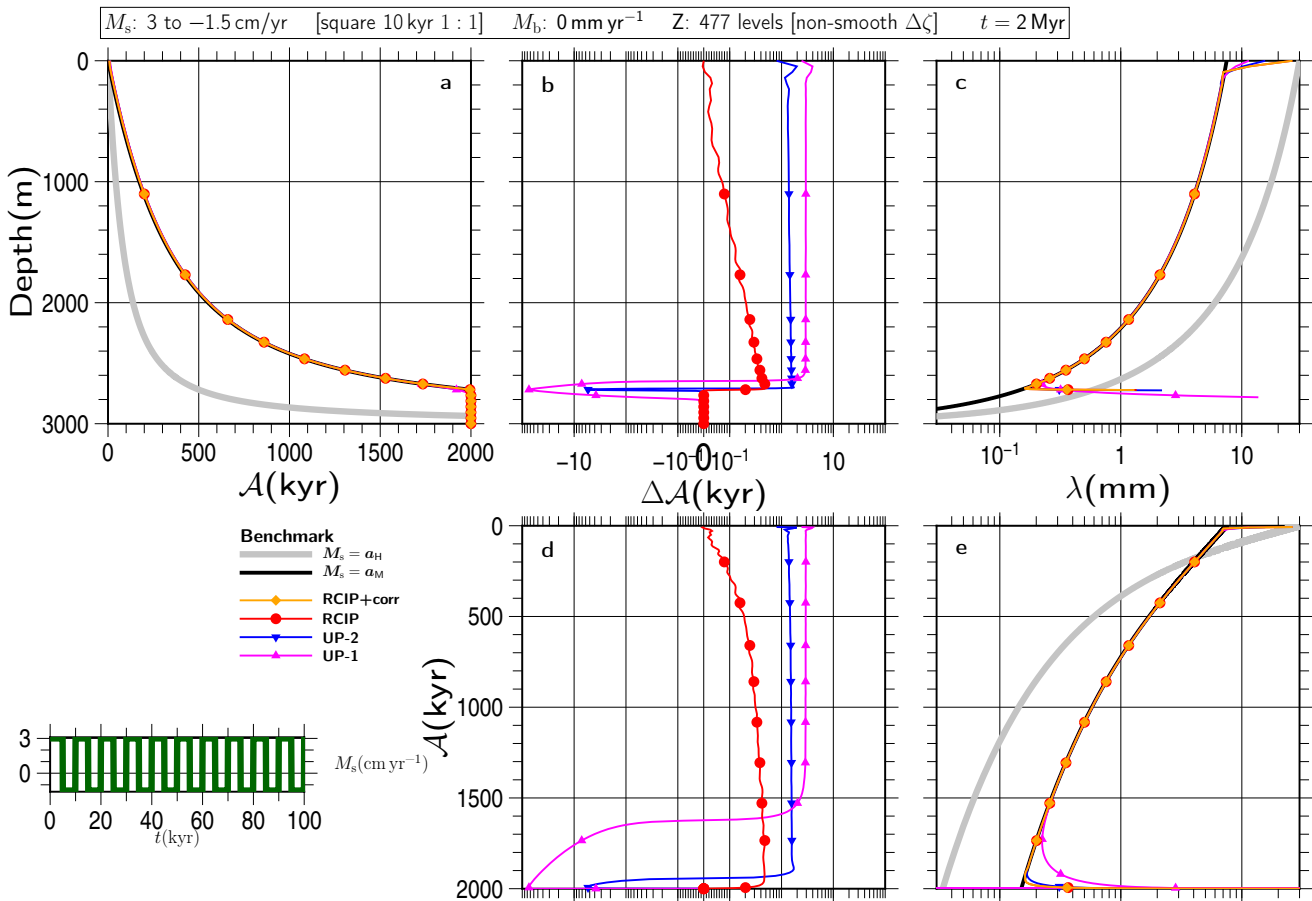 Mₛ: 3 to −1.5 cm/yr [square 10 kyr 1 : 1] M_b: 0 mm yr⁻¹ Z: 477 levels [non-smooth Δζ] t = 2 Myr
0
1000
2000
3000
Depth(m)
a
0 500 1000 1500 2000
𝒜(kyr)
b
−10 −10⁻¹ 0 10⁻¹ 10
Δ𝒜(kyr)
c
10⁻¹ 1 10
λ(mm)
Benchmark
Mₛ = a_H
Mₛ = a_M
RCIP+corr
RCIP
UP-2
UP-1
3
0
0 20 40 60 80 100
t(kyr)
Mₛ(cm yr⁻¹)
0
500
1000
1500
2000
𝒜(kyr)
d
e